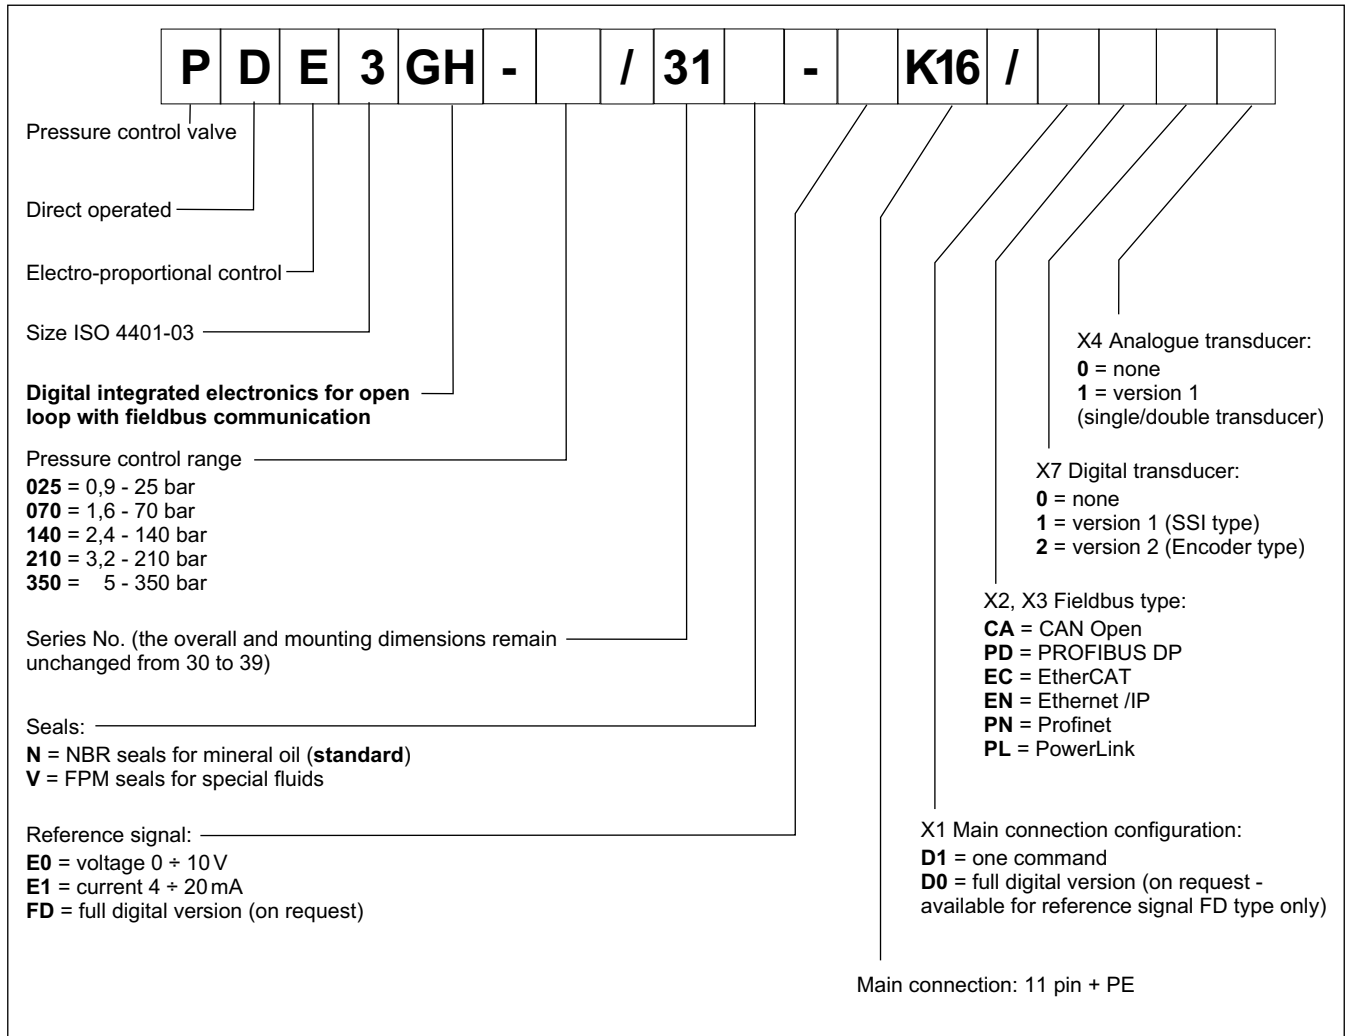 P D E 3 GH - / 31 - K16 /
Pressure control valve
Direct operated
Electro-proportional control
Size ISO 4401-03
Digital integrated electronics for open
loop with fieldbus communication
Pressure control range
025 = 0,9 - 25 bar
070 = 1,6 - 70 bar
140 = 2,4 - 140 bar
210 = 3,2 - 210 bar
350 = 5 - 350 bar
Series No. (the overall and mounting dimensions remain
unchanged from 30 to 39)
Seals:
N = NBR seals for mineral oil (standard)
V = FPM seals for special fluids
Reference signal:
E0 = voltage 0 ÷ 10 V
E1 = current 4 ÷ 20 mA
FD = full digital version (on request)
X4 Analogue transducer:
0 = none
1 = version 1
(single/double transducer)
X7 Digital transducer:
0 = none
1 = version 1 (SSI type)
2 = version 2 (Encoder type)
X2, X3 Fieldbus type:
CA = CAN Open
PD = PROFIBUS DP
EC = EtherCAT
EN = Ethernet /IP
PN = Profinet
PL = PowerLink
X1 Main connection configuration:
D1 = one command
D0 = full digital version (on request -
available for reference signal FD type only)
Main connection: 11 pin + PE